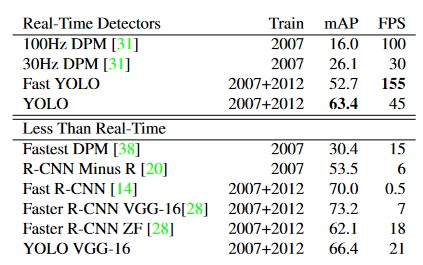 Real-Time Detectors Train mAP FPS
100Hz DPM [31] 2007 16.0 100
30Hz DPM [31] 2007 26.1 30
Fast YOLO 2007+2012 52.7 155
YOLO 2007+2012 63.4 45
Less Than Real-Time
Fastest DPM [38] 2007 30.4 15
R-CNN Minus R [20] 2007 53.5 6
Fast R-CNN [14] 2007+2012 70.0 0.5
Faster R-CNN VGG-16[28] 2007+2012 73.2 7
Faster R-CNN ZF [28] 2007+2012 62.1 18
YOLO VGG-16 2007+2012 66.4 21